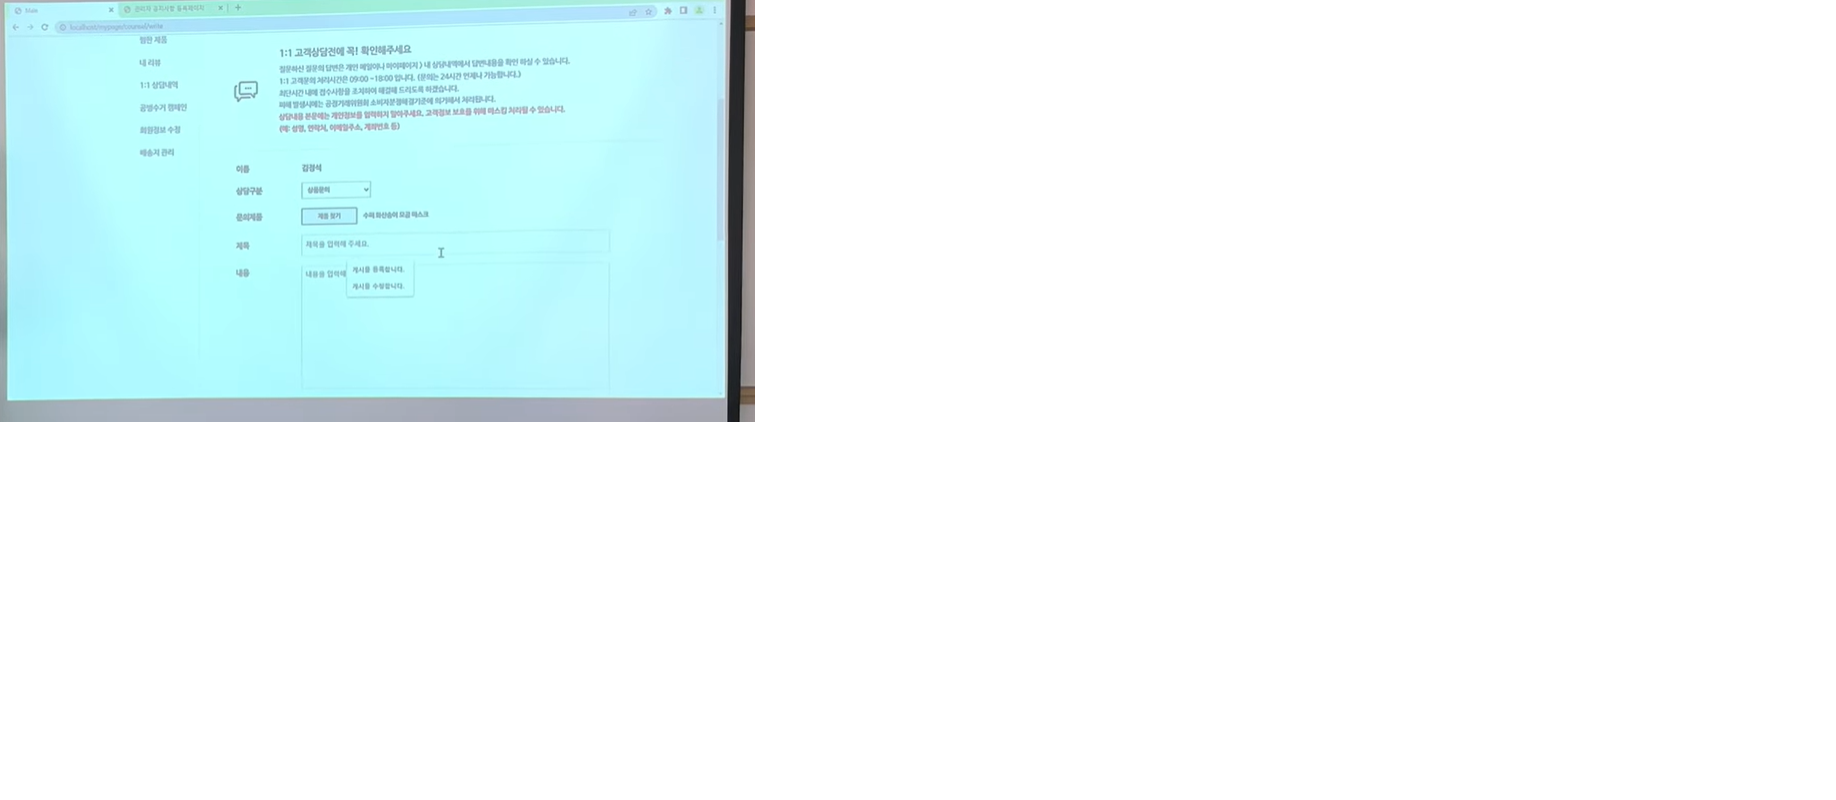 Main
관리자 공지사항 등록페이지
localhost/mypage/counsel/write
찜한 제품
내 리뷰
1:1 상담내역
공병수거 캠페인
회원정보 수정
배송지 관리
1:1 고객상담전에 꼭! 확인해주세요
질문하신 질문의 답변은 개인 메일이나 마이페이지 ) 내 상담내역에서 답변내용을 확인 하실 수 있습니다.
1:1 고객문의 처리시간은 09:00 ~18:00 입니다. (문의는 24시간 언제나 가능합니다.)
최단시간 내에 접수사항을 조치하여 해결해 드리도록 하겠습니다.
피해 발생시에는 공정거래위원회 소비자분쟁해결기준에 의거해서 처리됩니다.
상담내용 본문에는 개인정보를 입력하지 말아주세요. 고객정보 보호를 위해 마스킹 처리될 수 있습니다.
(예: 성명, 연락처, 이메일주소, 계좌번호 등)
이름
상담구분
상품문의
문의제품
제품 찾기
수려 화산송이 모공 마스크
제목
제목을 입력해 주세요.
내용
내용을 입력해
게시물 등록합니다.
게시물 수정합니다.